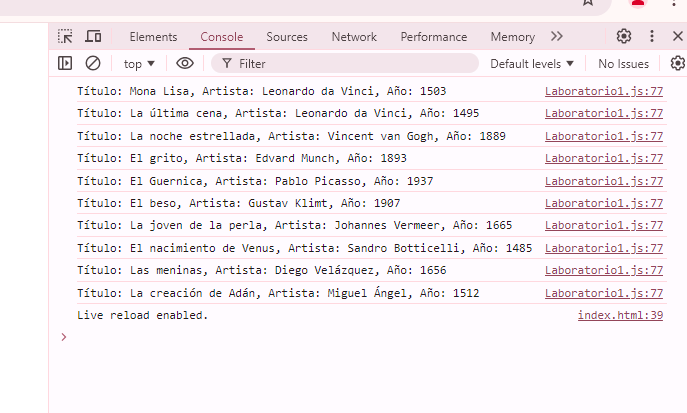 Elements Console Sources Network Performance Memory
top Filter Default levels No Issues
Título: Mona Lisa, Artista: Leonardo da Vinci, Año: 1503 Laboratorio1.js:77
Título: La última cena, Artista: Leonardo da Vinci, Año: 1495 Laboratorio1.js:77
Título: La noche estrellada, Artista: Vincent van Gogh, Año: 1889 Laboratorio1.js:77
Título: El grito, Artista: Edvard Munch, Año: 1893 Laboratorio1.js:77
Título: El Guernica, Artista: Pablo Picasso, Año: 1937 Laboratorio1.js:77
Título: El beso, Artista: Gustav Klimt, Año: 1907 Laboratorio1.js:77
Título: La joven de la perla, Artista: Johannes Vermeer, Año: 1665 Laboratorio1.js:77
Título: El nacimiento de Venus, Artista: Sandro Botticelli, Año: 1485 Laboratorio1.js:77
Título: Las meninas, Artista: Diego Velázquez, Año: 1656 Laboratorio1.js:77
Título: La creación de Adán, Artista: Miguel Ángel, Año: 1512 Laboratorio1.js:77
Live reload enabled. index.html:39